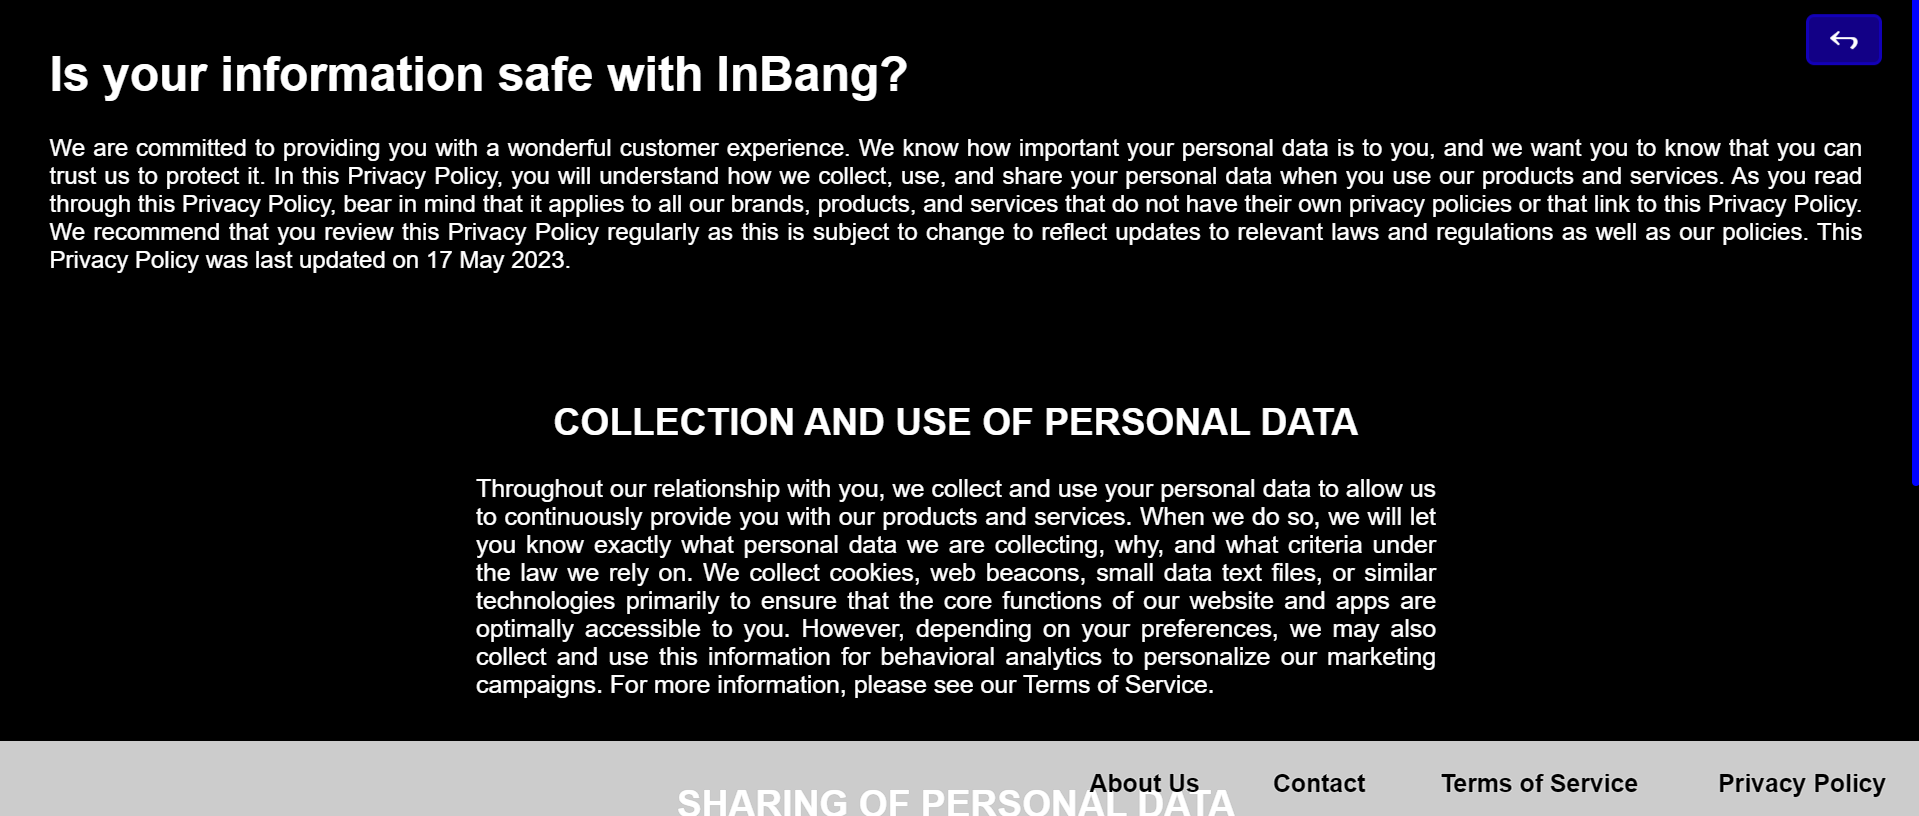 Is your information safe with InBang?
We are committed to providing you with a wonderful customer experience. We know how important your personal data is to you, and we want you to know that you can
trust us to protect it. In this Privacy Policy, you will understand how we collect, use, and share your personal data when you use our products and services. As you read
through this Privacy Policy, bear in mind that it applies to all our brands, products, and services that do not have their own privacy policies or that link to this Privacy Policy.
We recommend that you review this Privacy Policy regularly as this is subject to change to reflect updates to relevant laws and regulations as well as our policies. This
Privacy Policy was last updated on 17 May 2023.
COLLECTION AND USE OF PERSONAL DATA
Throughout our relationship with you, we collect and use your personal data to allow us
to continuously provide you with our products and services. When we do so, we will let
you know exactly what personal data we are collecting, why, and what criteria under
the law we rely on. We collect cookies, web beacons, small data text files, or similar
technologies primarily to ensure that the core functions of our website and apps are
optimally accessible to you. However, depending on your preferences, we may also
collect and use this information for behavioral analytics to personalize our marketing
campaigns. For more information, please see our Terms of Service.
SHARING OF PERSONAL DATA
About Us Contact Terms of Service Privacy Policy